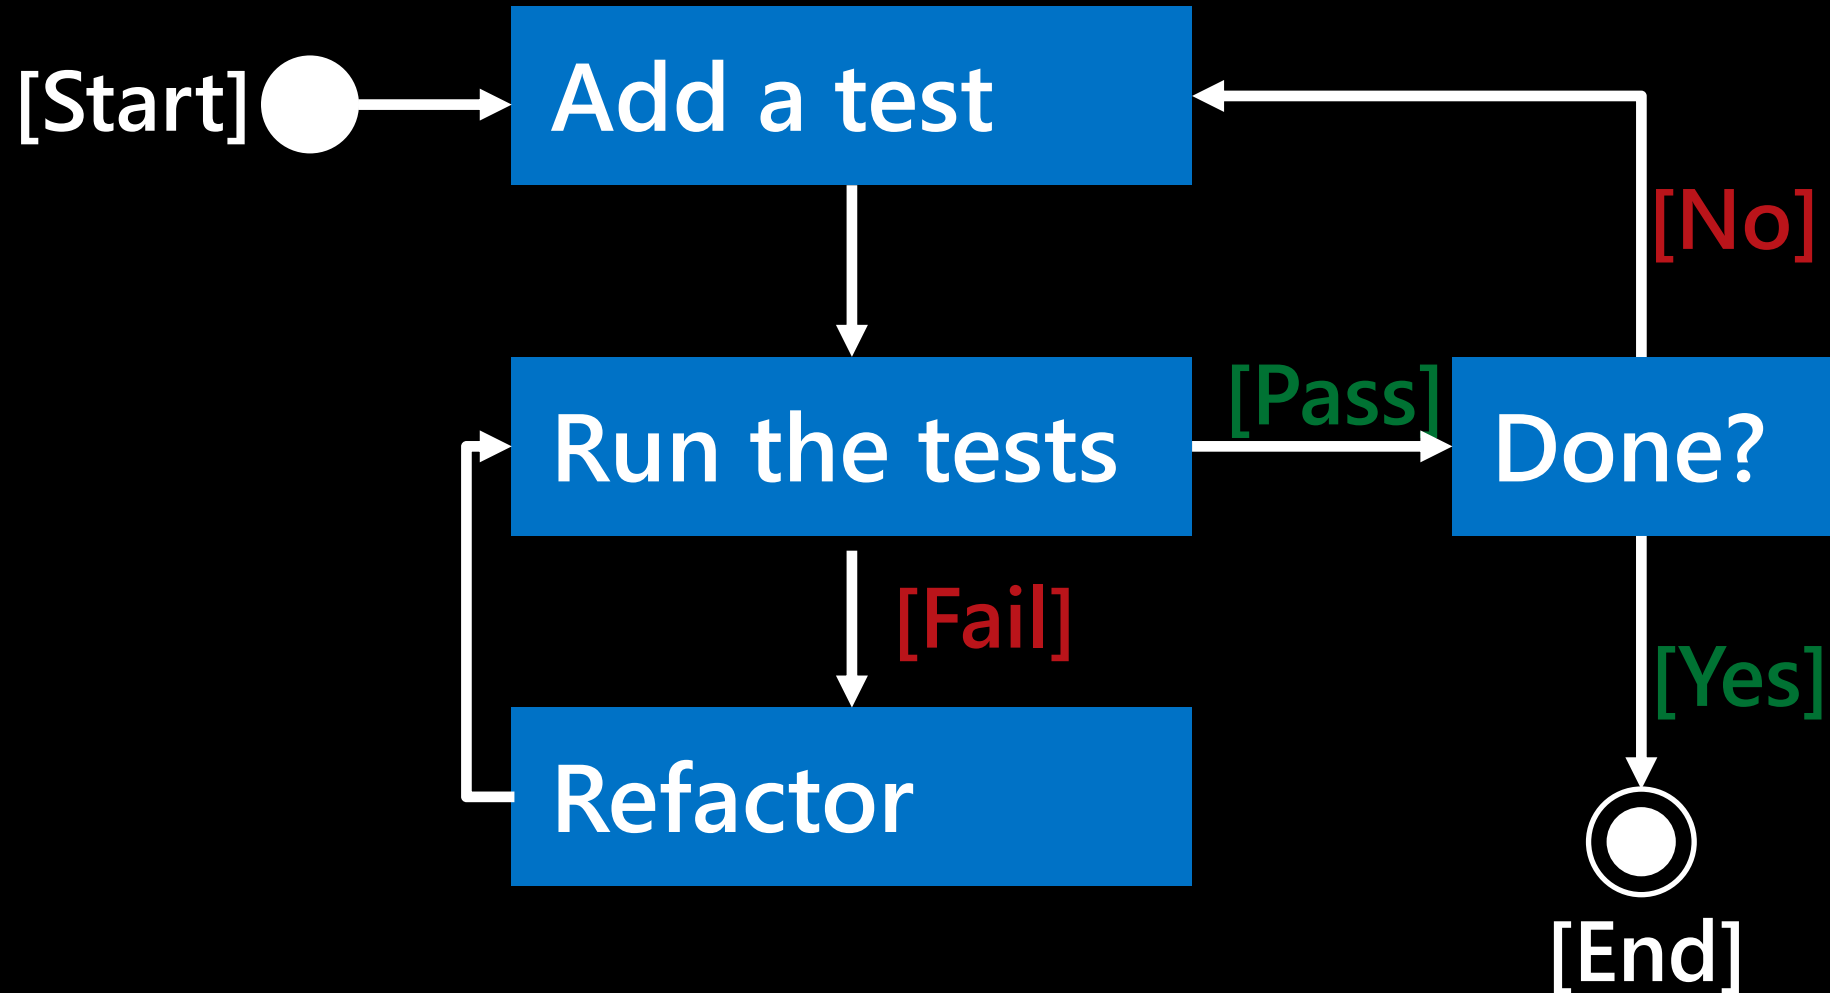 [Start]
Add a test
[No]
Run the tests
[Pass]
Done?
[Fail]
[Yes]
Refactor
[End]